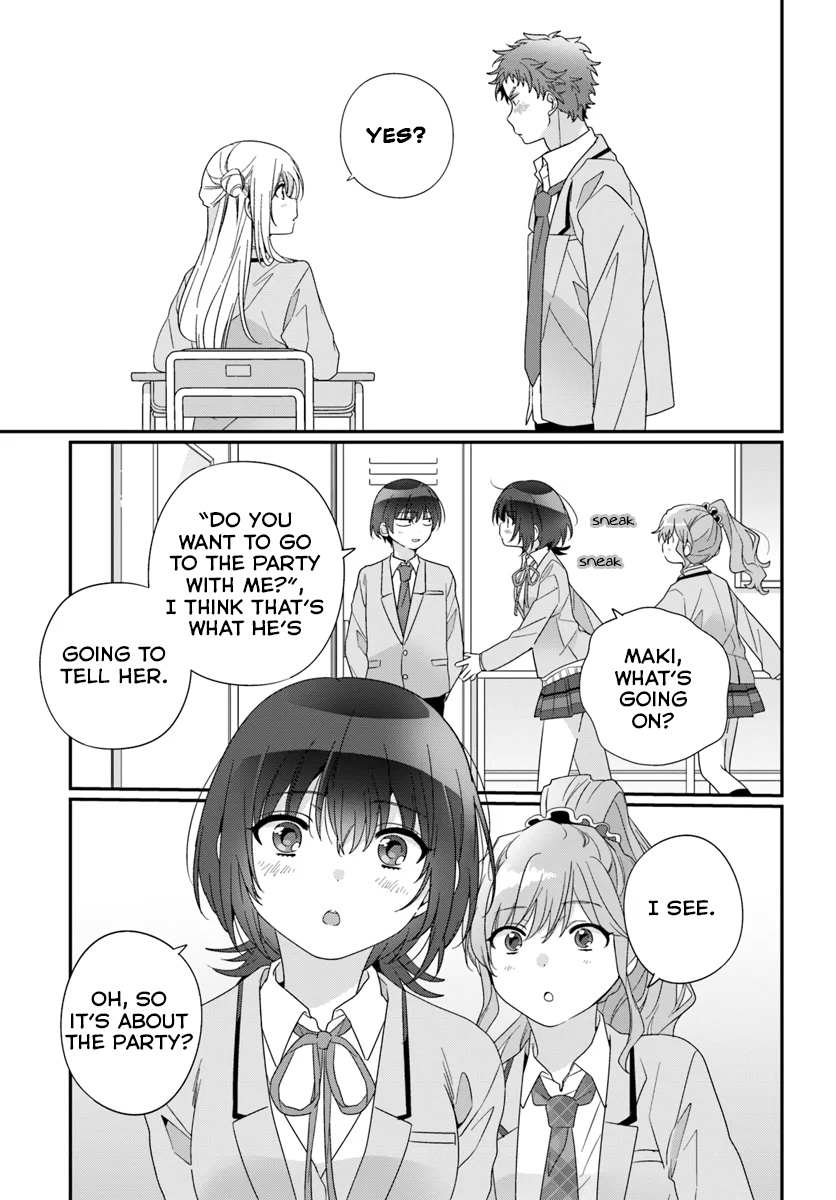 YES?
sneak
sneak
MAKI,
WHAT'S
GOING
ON?
"DO YOU
WANT TO GO
TO THE PARTY
WITH ME?",
I THINK THAT'S
WHAT HE'S
GOING TO
TELL HER.
I SEE.
OH, SO
IT'S ABOUT
THE PARTY?